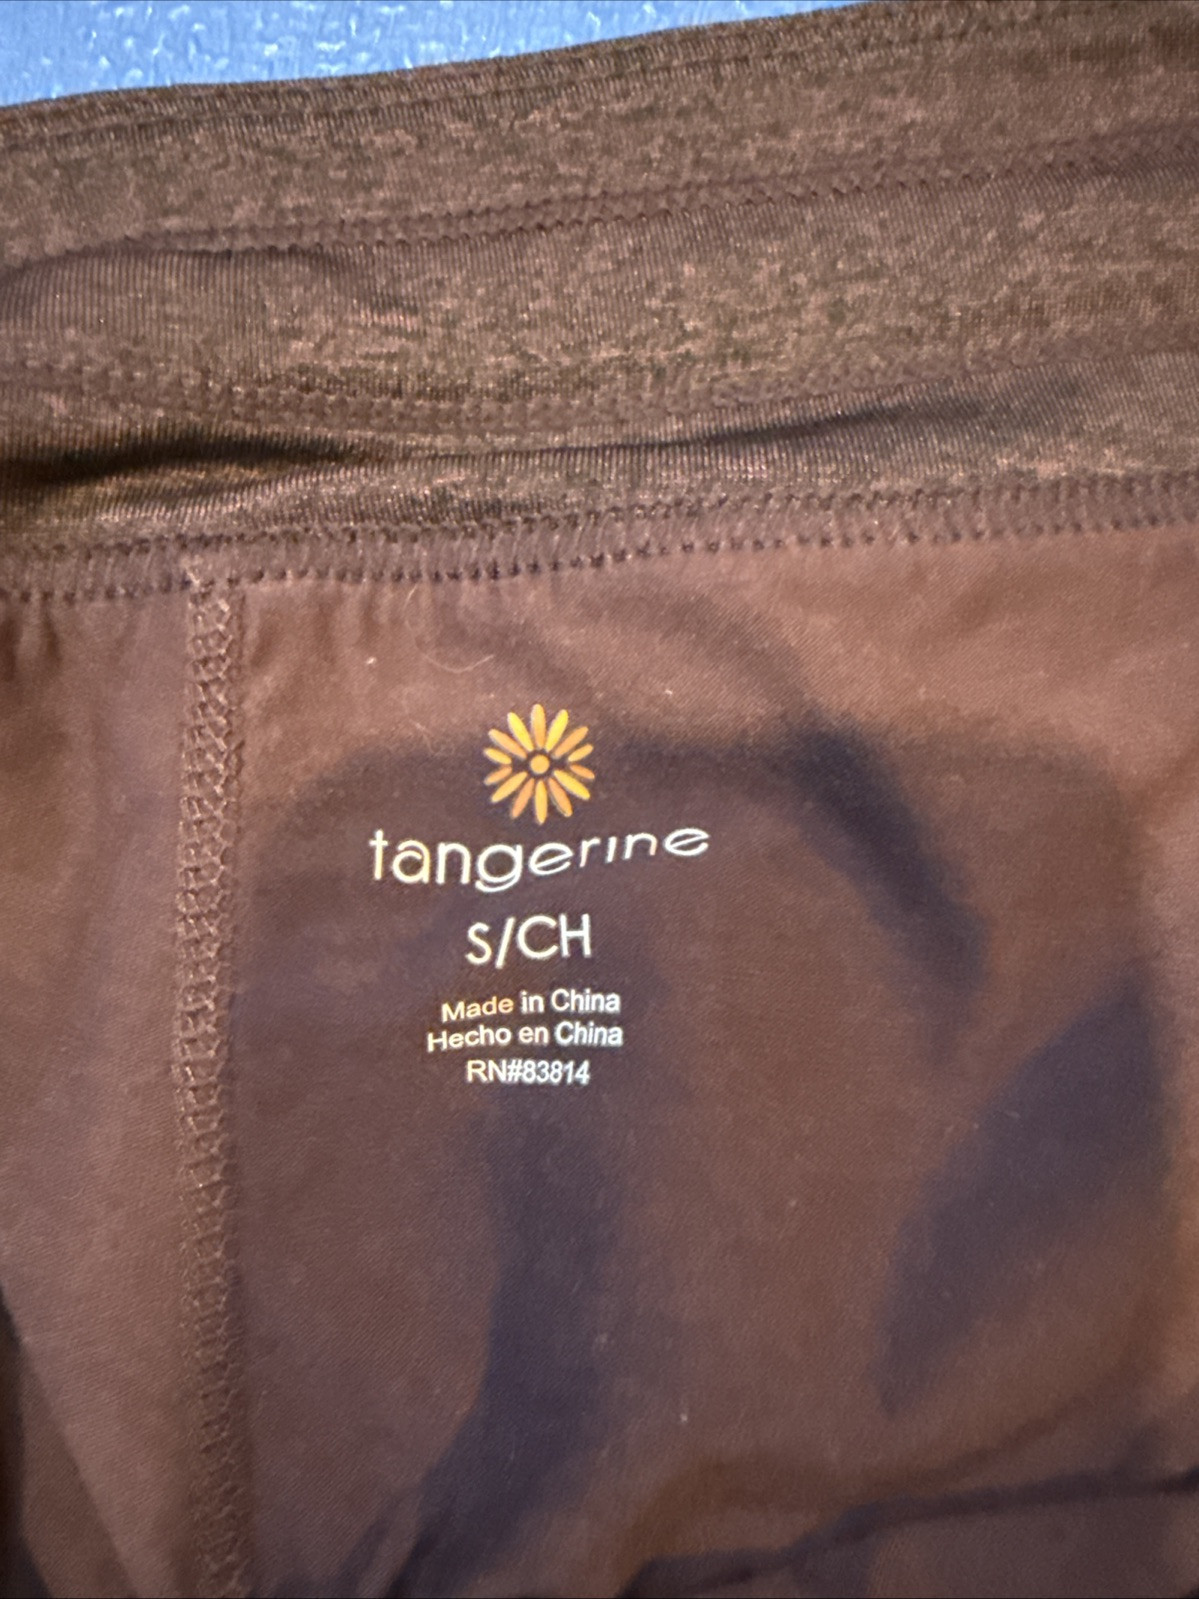 tangerine
S/CH
Made in China
Hecho en China
RN#83814